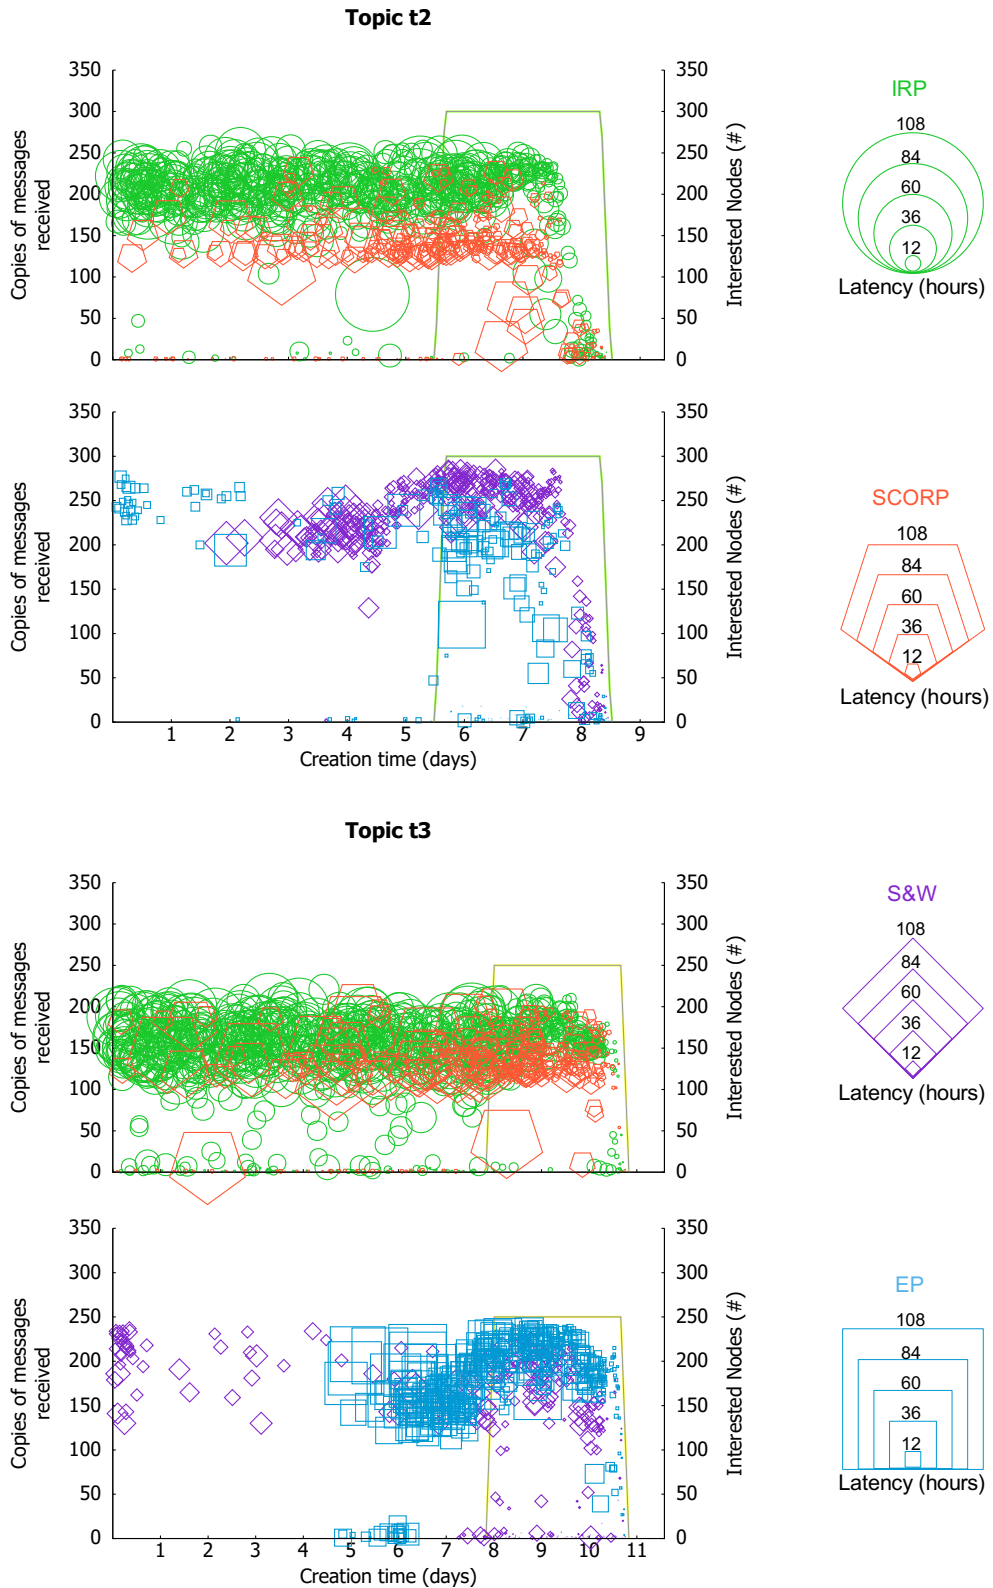 Topic t2
350 350
300 300
250 250
200 200
150 150
100 100
50 50
0 0
Copies of messages
received
Interested Nodes (#)
IRP
108
84
60
36
12
Latency (hours)
350 350
300 300
250 250
200 200
150 150
100 100
50 50
0 0
Copies of messages
received
Interested Nodes (#)
1 2 3 4 5 6 7 8 9
Creation time (days)
SCORP
108
84
60
36
12
Latency (hours)
Topic t3
350 350
300 300
250 250
200 200
150 150
100 100
50 50
0 0
Copies of messages
received
Interested Nodes (#)
S&W
108
84
60
36
12
Latency (hours)
350 350
300 300
250 250
200 200
150 150
100 100
50 50
0 0
Copies of messages
received
Interested Nodes (#)
1 2 3 4 5 6 7 8 9 10 11
Creation time (days)
EP
108
84
60
36
12
Latency (hours)